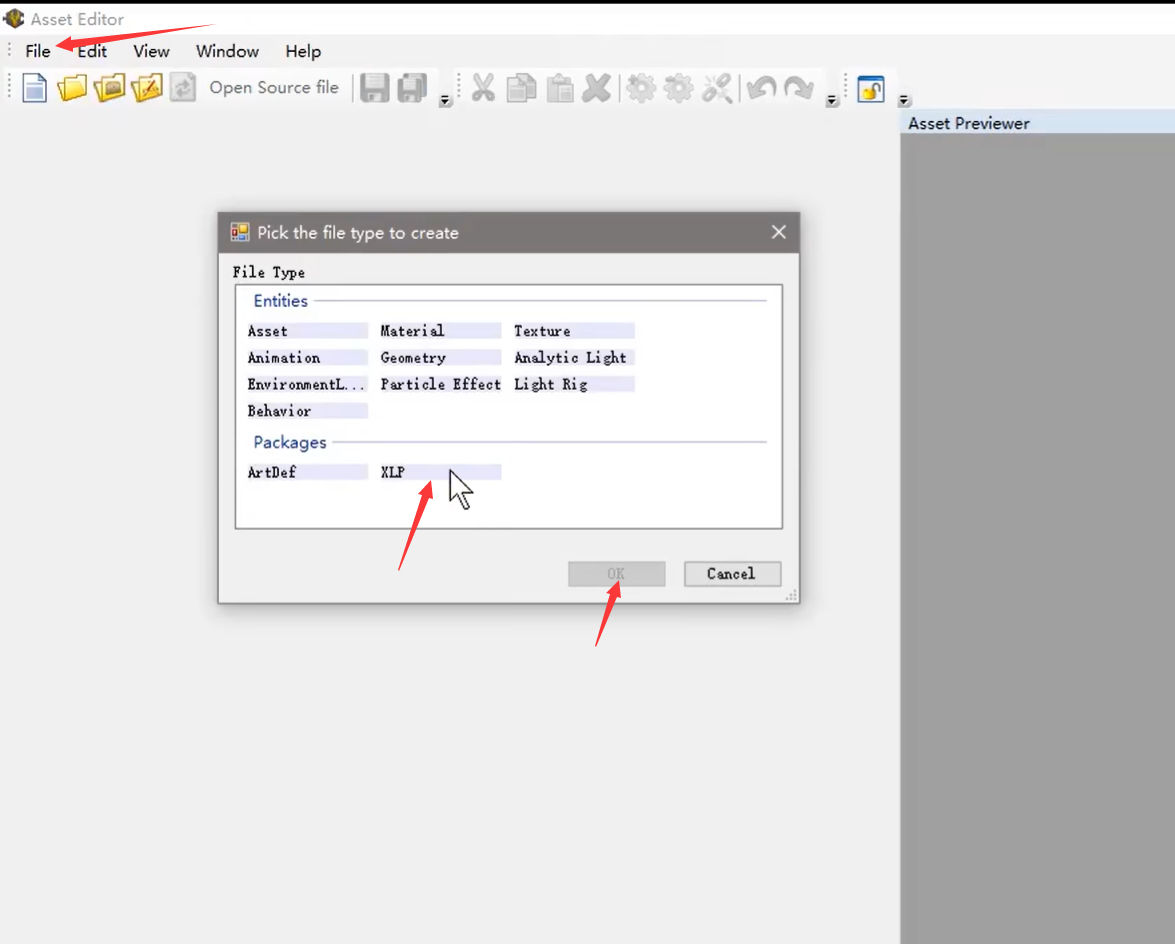 Asset Editor
File Edit View Window Help
Open Source file
Asset Previewer
Pick the file type to create
File Type
Entities
Asset Material Texture
Animation Geometry Analytic Light
EnvironmentL... Particle Effect Light Rig
Behavior
Packages
ArtDef XLP
OK Cancel